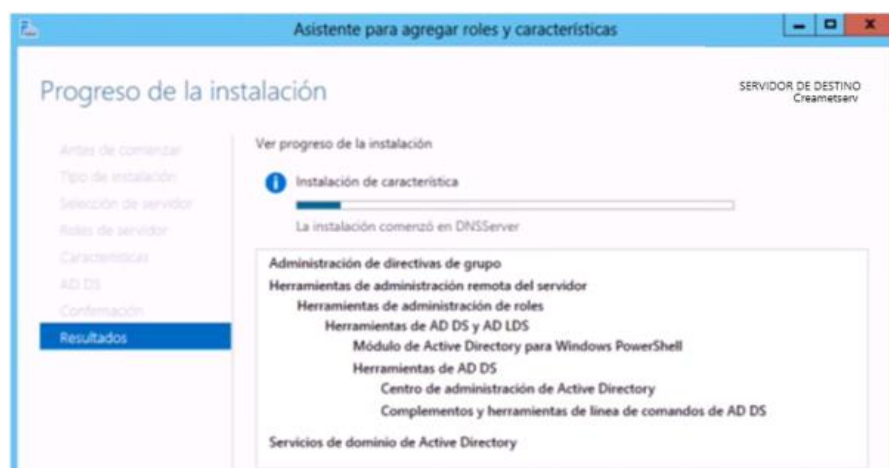 Asistente para agregar roles y características
Progreso de la instalación
SERVIDOR DE DESTINO
Creametserv
Antes de comenzar
Tipo de instalación
Selección de servidor
Roles de servidor
Características
AD DS
Confirmación
Resultados
Ver progreso de la instalación
Instalación de característica
La instalación comenzó en DNSServer
Administración de directivas de grupo
Herramientas de administración remota del servidor
Herramientas de administración de roles
Herramientas de AD DS y AD LDS
Módulo de Active Directory para Windows PowerShell
Herramientas de AD DS
Centro de administración de Active Directory
Complementos y herramientas de línea de comandos de AD DS
Servicios de dominio de Active Directory